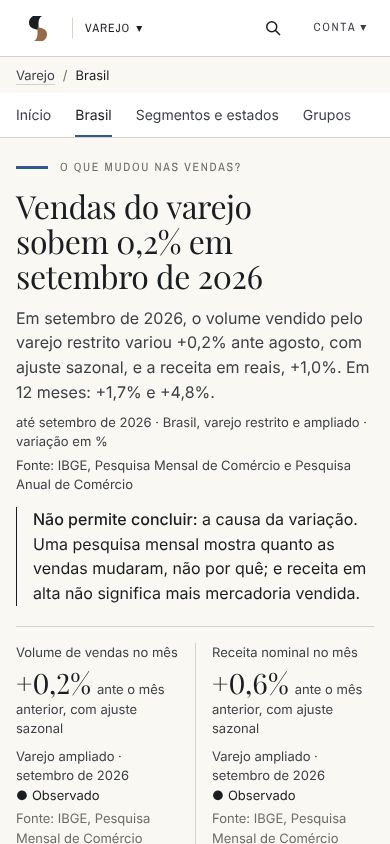 VAREJO ▾
CONTA ▾
Varejo / Brasil
Início Brasil Segmentos e estados Grupos
O QUE MUDOU NAS VENDAS?
Vendas do varejo
sobem 0,2% em
setembro de 2026
Em setembro de 2026, o volume vendido pelo
varejo restrito variou +0,2% ante agosto, com
ajuste sazonal, e a receita em reais, +1,0%. Em
12 meses: +1,7% e +4,8%.
até setembro de 2026 · Brasil, varejo restrito e ampliado ·
variação em %
Fonte: IBGE, Pesquisa Mensal de Comércio e Pesquisa
Anual de Comércio
Não permite concluir: a causa da variação.
Uma pesquisa mensal mostra quanto as
vendas mudaram, não por quê; e receita em
alta não significa mais mercadoria vendida.
Volume de vendas no mês
+0,2% ante o mês
anterior, com ajuste
sazonal
Varejo ampliado ·
setembro de 2026
● Observado
Fonte: IBGE, Pesquisa
Mensal de Comércio
Receita nominal no mês
+0,6% ante o mês
anterior, com ajuste
sazonal
Varejo ampliado ·
setembro de 2026
● Observado
Fonte: IBGE, Pesquisa
Mensal de Comércio